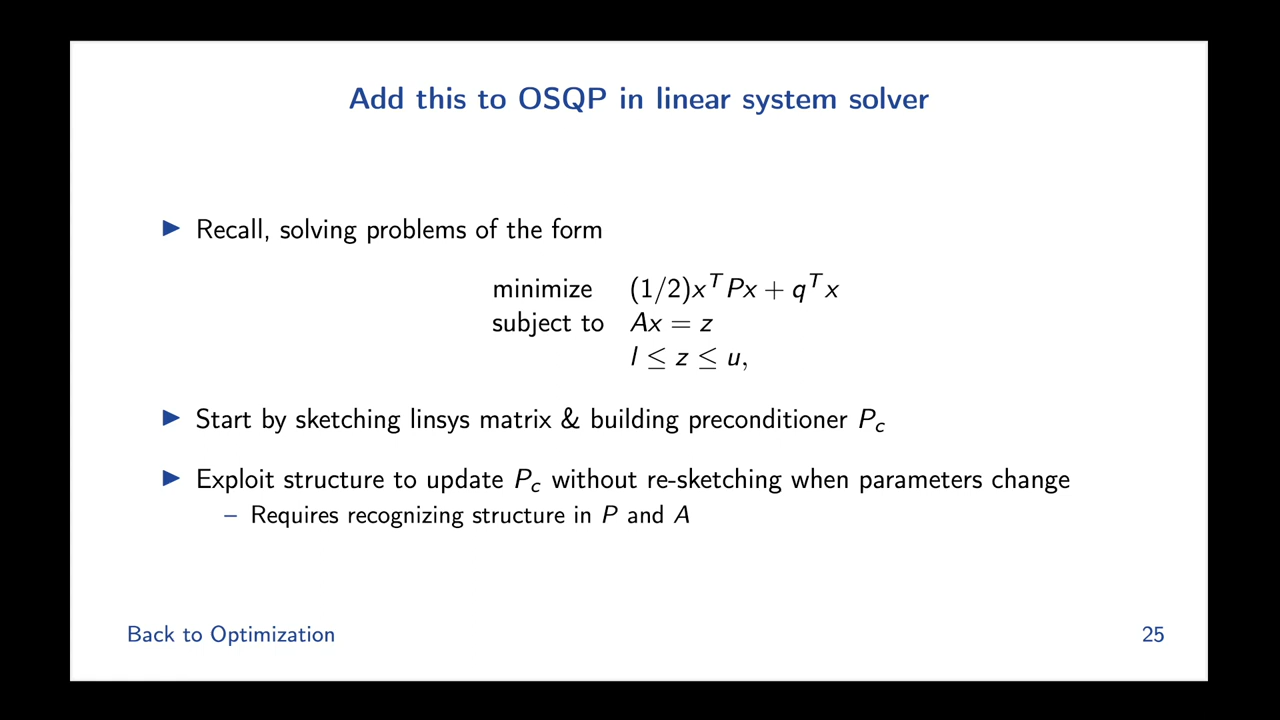 Add this to OSQP in linear system solver
▶ Recall, solving problems of the form
minimize (1/2)x^T Px + q^T x
subject to Ax = z
l ≤ z ≤ u,
▶ Start by sketching linsys matrix & building preconditioner P_c
▶ Exploit structure to update P_c without re-sketching when parameters change
– Requires recognizing structure in P and A
Back to Optimization 25